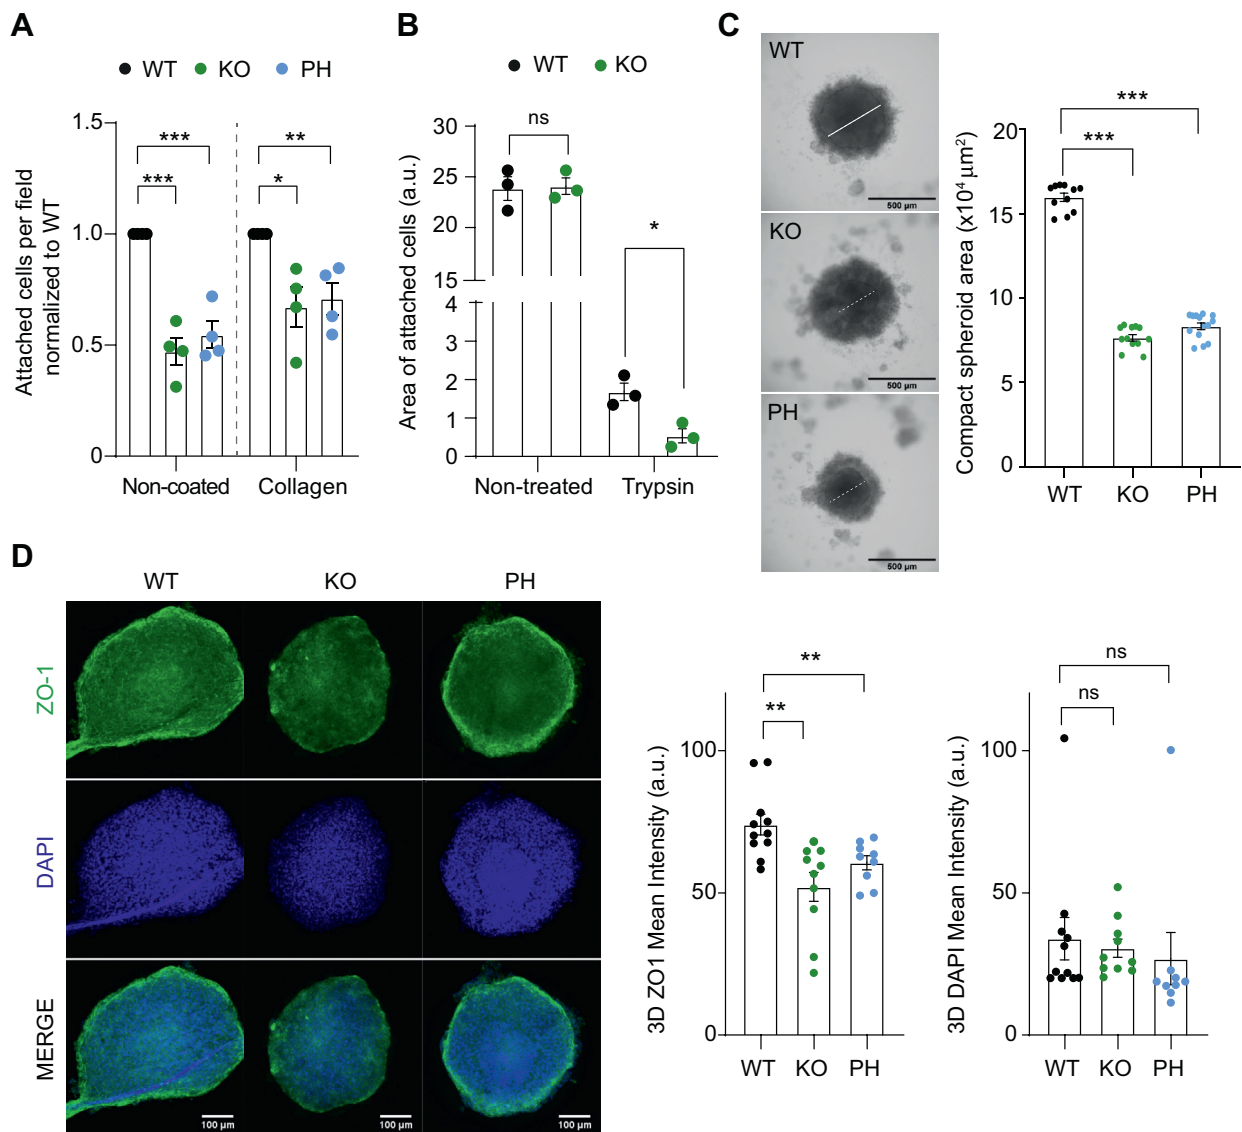 A
WT KO PH
Attached cells per field
normalized to WT
1.5
1.0
0.5
0
***
***
**
*
Non-coated Collagen
B
WT KO
Area of attached cells (a.u.)
30
25
20
15
4
3
2
1
0
ns
*
Non-treated Trypsin
C
WT
500 µm
KO
500 µm
PH
500 µm
Compact spheroid area (x10⁴ µm²)
20
15
10
5
0
***
***
WT KO PH
D
WT KO PH
ZO-1
DAPI
MERGE
100 µm 100 µm 100 µm
3D ZO1 Mean Intensity (a.u.)
100
50
0
**
**
WT KO PH
3D DAPI Mean Intensity (a.u.)
100
50
0
ns
ns
WT KO PH